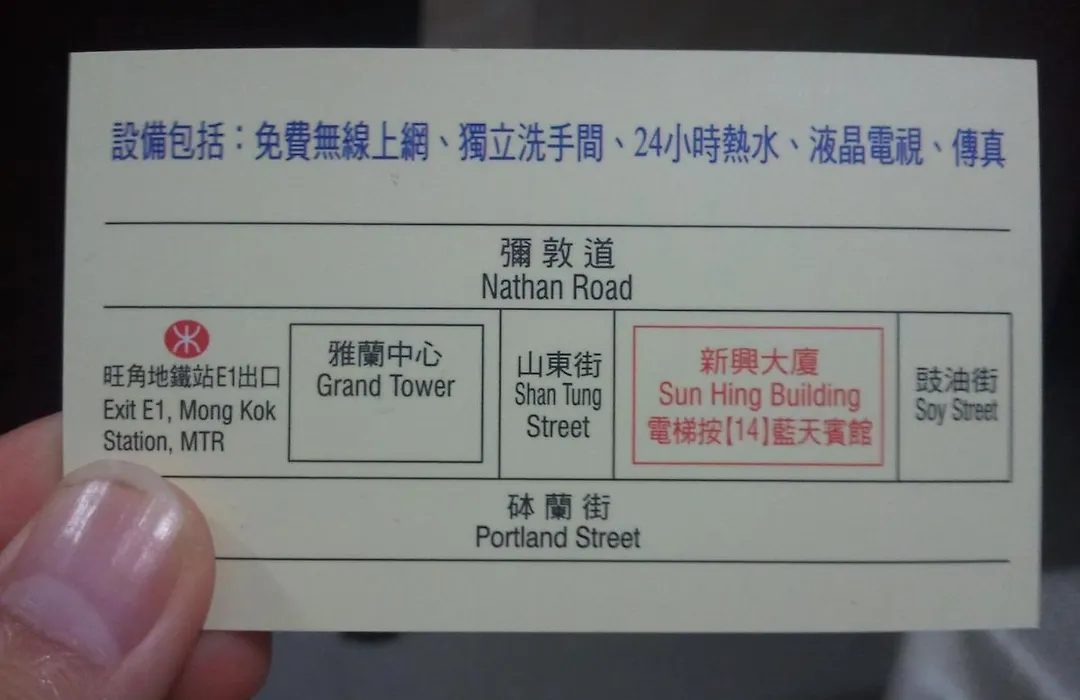 設備包括：免費無線上網、獨立洗手間、24小時熱水、液晶電視、傳真
彌敦道
Nathan Road
旺角地鐵站E1出口
Exit E1, Mong Kok
Station, MTR
雅蘭中心
Grand Tower
山東街
Shan Tung
Street
新興大廈
Sun Hing Building
電梯按【14】藍天賓館
豉油街
Soy Street
砵蘭街
Portland Street